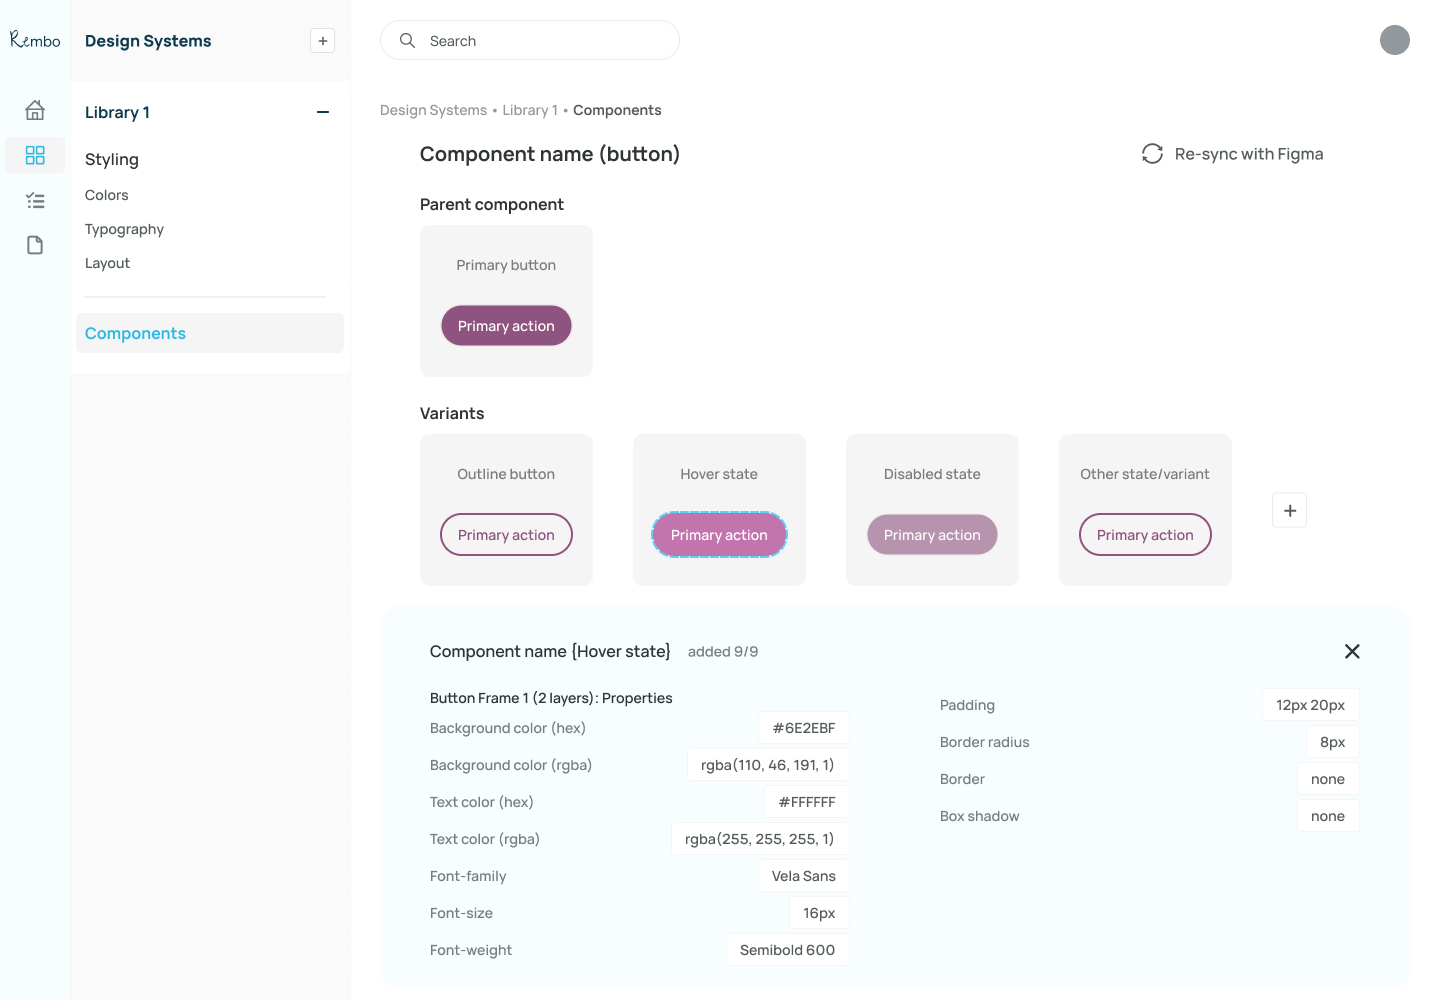 Rembo
Design Systems
Library 1
Styling
Colors
Typography
Layout
Components
Search
Design Systems • Library 1 • Components
Component name (button)
Re-sync with Figma
Parent component
Primary button
Primary action
Variants
Outline button
Primary action
Hover state
Primary action
Disabled state
Primary action
Other state/variant
Primary action
Component name {Hover state} added 9/9
Button Frame 1 (2 layers): Properties
Background color (hex) #6E2EBF
Background color (rgba) rgba(110, 46, 191, 1)
Text color (hex) #FFFFFF
Text color (rgba) rgba(255, 255, 255, 1)
Font-family Vela Sans
Font-size 16px
Font-weight Semibold 600
Padding 12px 20px
Border radius 8px
Border none
Box shadow none